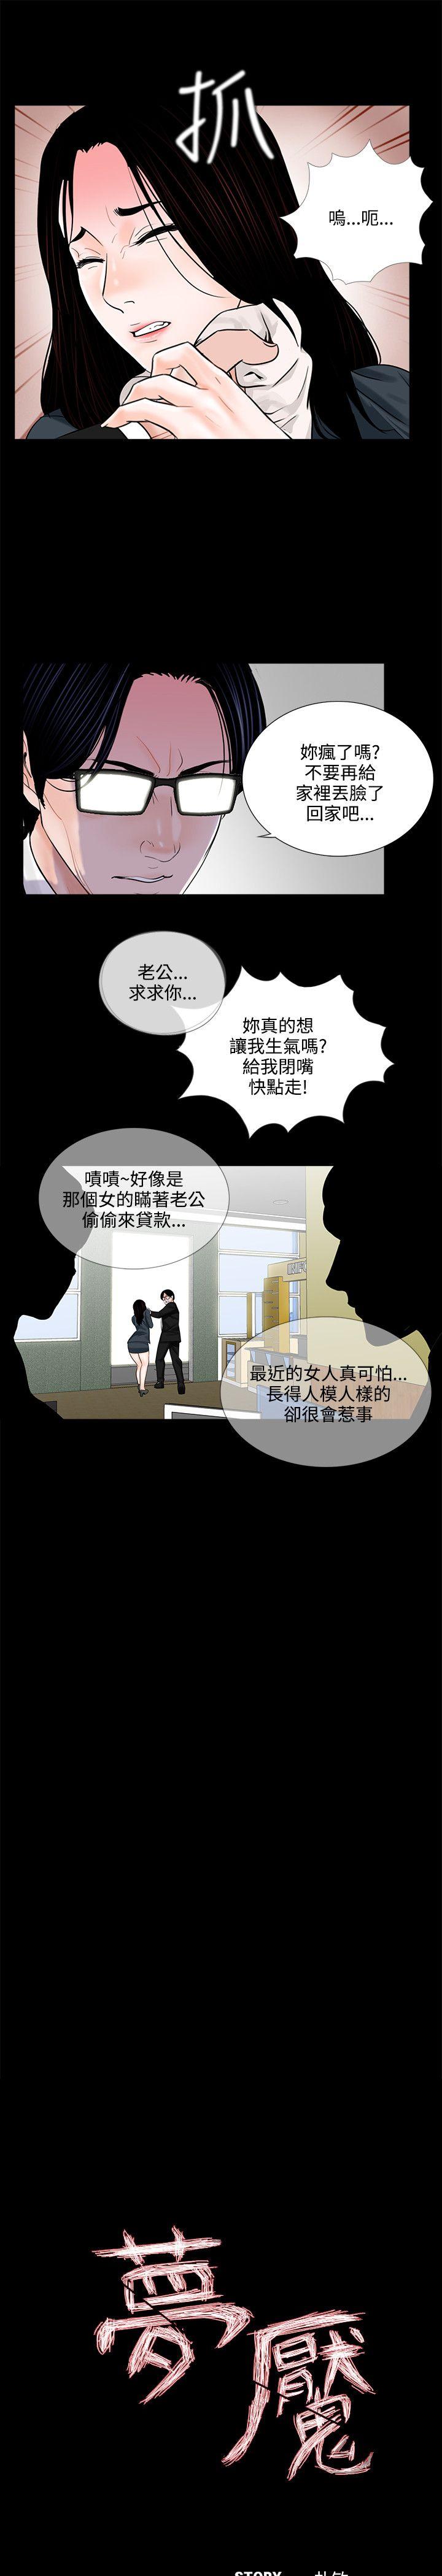 抓
嗚...呃...
妳瘋了嗎?
不要再給
家裡丟臉了
回家吧...
老公...
求求你...
妳真的想
讓我生氣嗎?
給我閉嘴
快點走!
嘖嘖~好像是
那個女的瞞著老公
偷偷來貸款...
INFO
最近的女人真可怕...
長得人模人樣的
卻很會惹事
夢
魘
STORY 朴敏